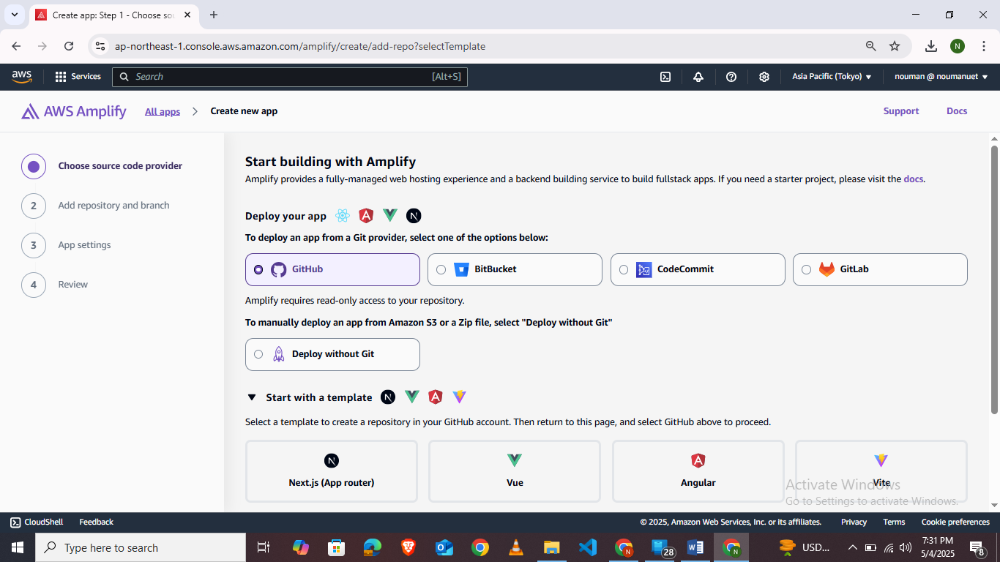 Create app: Step 1 - Choose sou
ap-northeast-1.console.aws.amazon.com/amplify/create/add-repo?selectTemplate
N
aws
Services
Search
[Alt+S]
Asia Pacific (Tokyo)
nouman @ noumanuet
AWS Amplify
All apps
Create new app
Support
Docs
Choose source code provider
2
Add repository and branch
3
App settings
4
Review
Start building with Amplify
Amplify provides a fully-managed web hosting experience and a backend building service to build fullstack apps. If you need a starter project, please visit the docs.
Deploy your app
To deploy an app from a Git provider, select one of the options below:
GitHub
BitBucket
CodeCommit
GitLab
Amplify requires read-only access to your repository.
To manually deploy an app from Amazon S3 or a Zip file, select "Deploy without Git"
Deploy without Git
Start with a template
Select a template to create a repository in your GitHub account. Then return to this page, and select GitHub above to proceed.
Next.js (App router)
Vue
Angular
Vite
Activate Windows
Go to Settings to activate Windows.
CloudShell
Feedback
© 2025, Amazon Web Services, Inc. or its affiliates.
Privacy
Terms
Cookie preferences
Type here to search
28
USD...
7:31 PM
5/4/2025
8